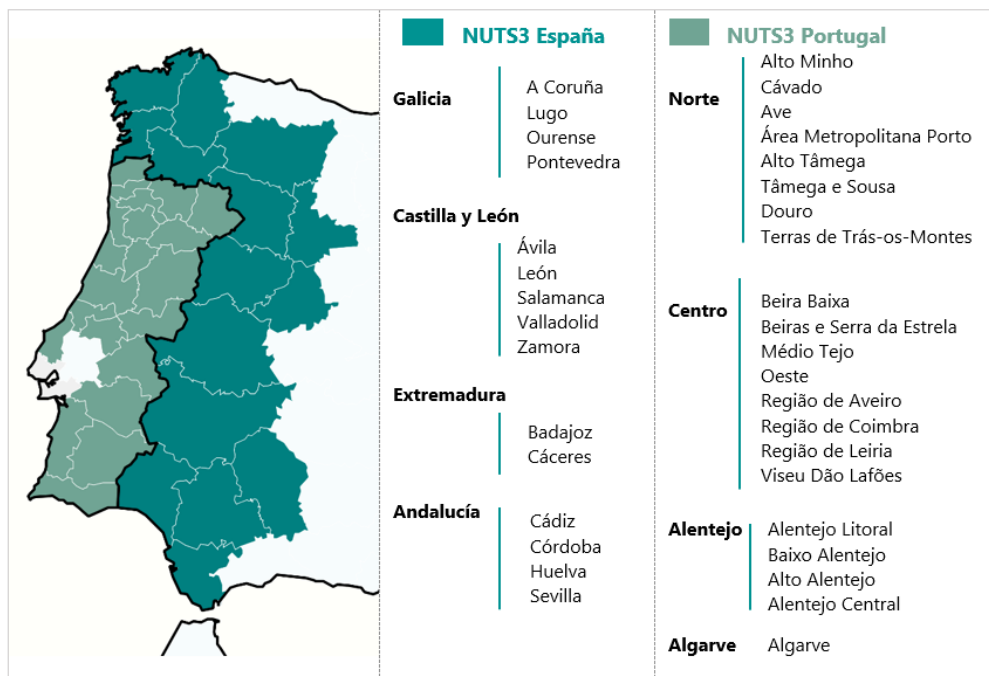 NUTS3 España
Galicia
A Coruña
Lugo
Ourense
Pontevedra
Castilla y León
Ávila
León
Salamanca
Valladolid
Zamora
Extremadura
Badajoz
Cáceres
Andalucía
Cádiz
Córdoba
Huelva
Sevilla
NUTS3 Portugal
Norte
Alto Minho
Cávado
Ave
Área Metropolitana Porto
Alto Tâmega
Tâmega e Sousa
Douro
Terras de Trás-os-Montes
Centro
Beira Baixa
Beiras e Serra da Estrela
Médio Tejo
Oeste
Região de Aveiro
Região de Coimbra
Região de Leiria
Viseu Dão Lafões
Alentejo
Alentejo Litoral
Baixo Alentejo
Alto Alentejo
Alentejo Central
Algarve
Algarve